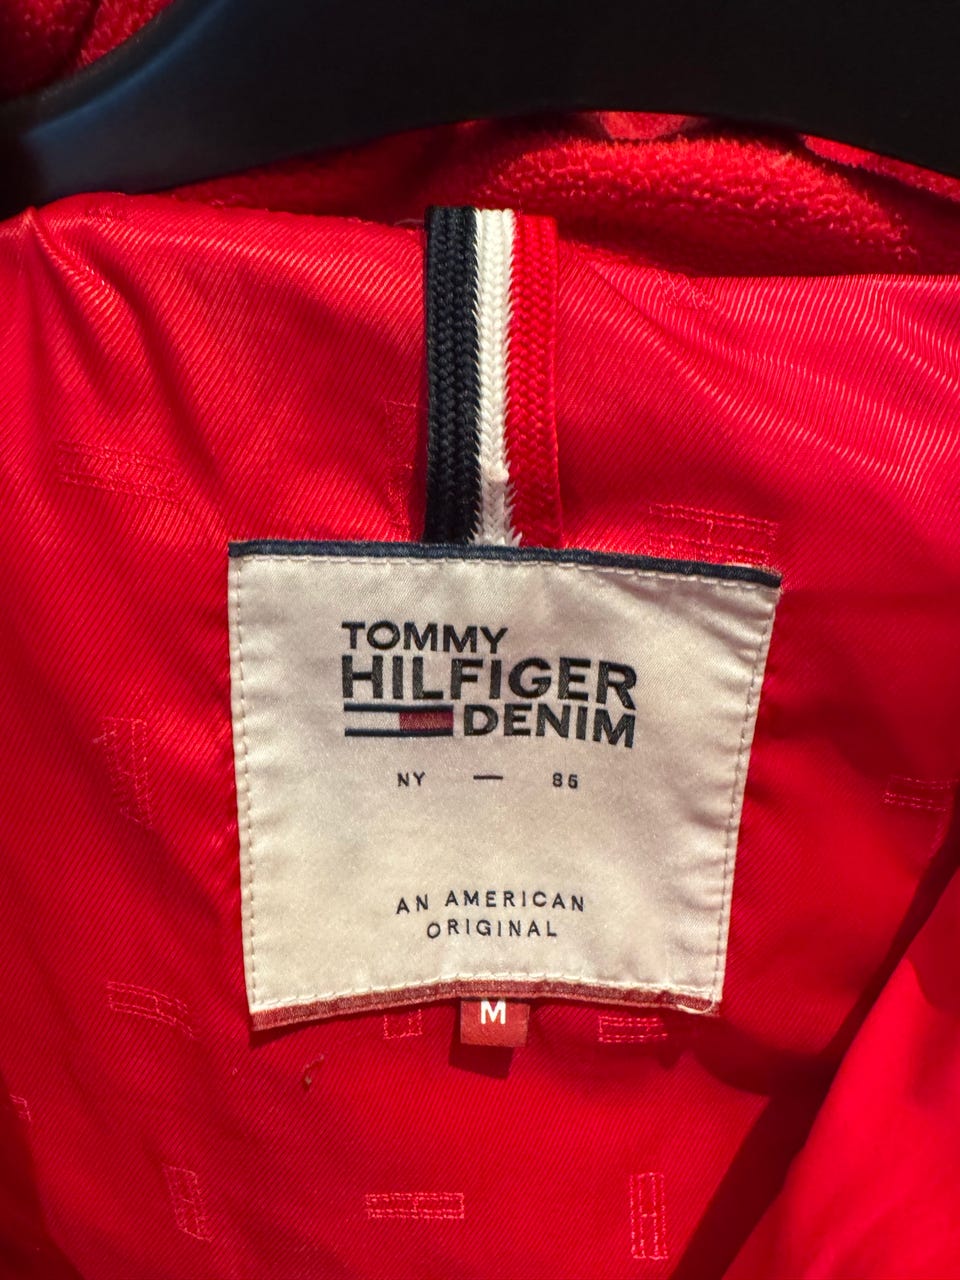 TOMMY
HILFIGER
DENIM
NY — 85
AN AMERICAN
ORIGINAL
M